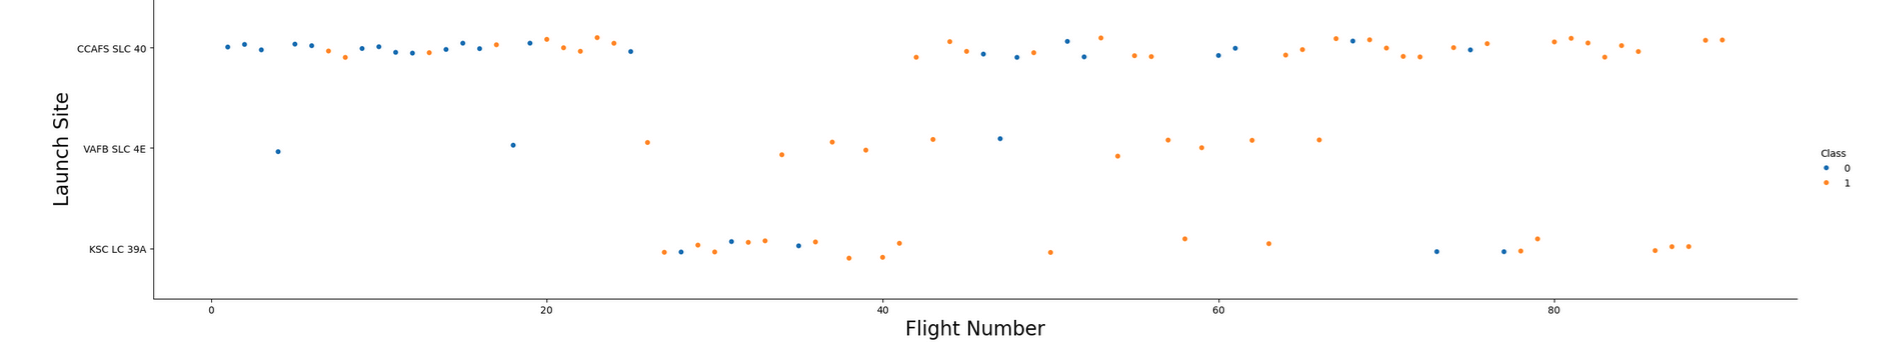 CCAFS SLC 40
VAFB SLC 4E
KSC LC 39A
Launch Site
0 20 40 60 80
Flight Number
Class
0
1